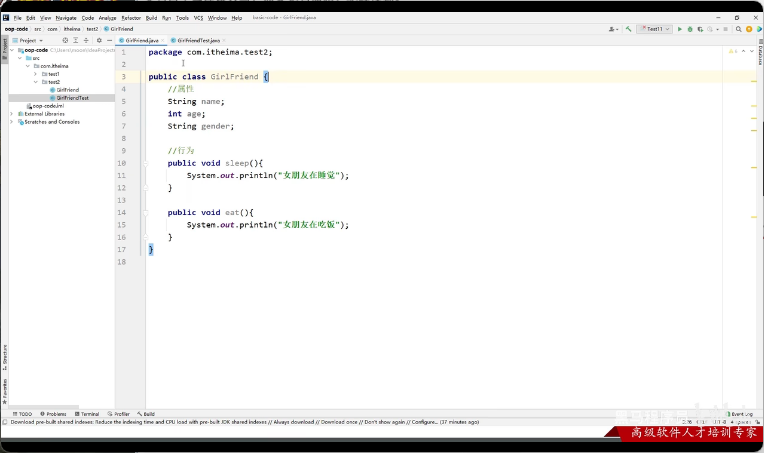 File Edit View Navigate Code Analyze Refactor Build Run Tools VCS Window Help basic-code - GirlFriend.java
oop-code src com itheima test2 GirlFriend Test11
Project GirlFriend.java GirlFriendTest.java
oop-code
src
com.itheima
test1
test2
GirlFriend
GirlFriendTest
oop-code.iml
External Libraries
Scratches and Consoles
1 package com.itheima.test2;
2
3 public class GirlFriend {
4 //属性
5 String name;
6 int age;
7 String gender;
8
9 //行为
10 public void sleep(){
11 System.out.println("女朋友在睡觉");
12 }
13
14 public void eat(){
15 System.out.println("女朋友在吃饭");
16 }
17 }
18
Project
Structure
Favorites
Database
TODO Problems Terminal Profiler Build Event Log
Download pre-built shared indexes: Reduce the indexing time and CPU load with pre-built JDK shared indexes // Always download // Download once // Don't show again // Configure... (37 minutes ago)
高级软件人才培训专家